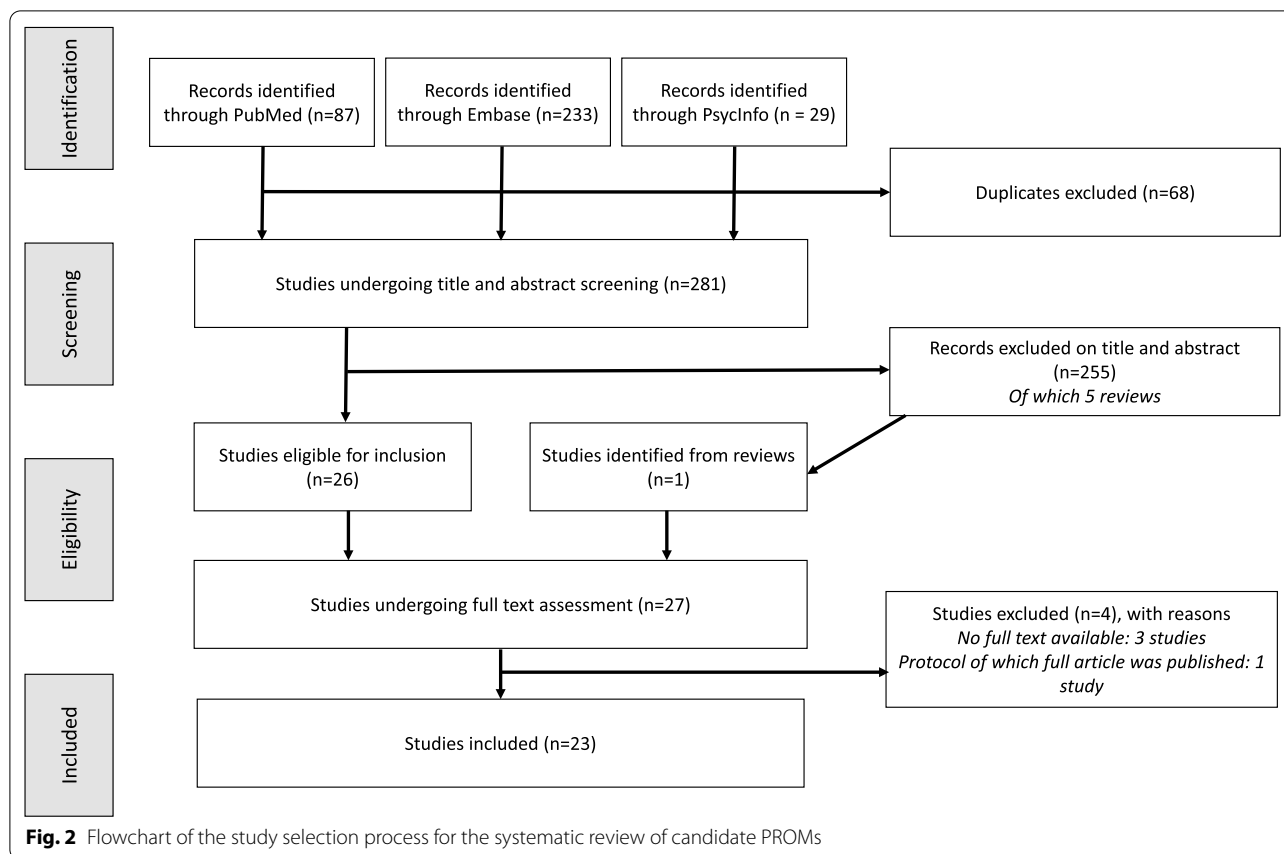 Identification
Records identified
through PubMed (n=87)
Records identified
through Embase (n=233)
Records identified
through PsycInfo (n = 29)
Duplicates excluded (n=68)
Screening
Studies undergoing title and abstract screening (n=281)
Records excluded on title and abstract
(n=255)
Of which 5 reviews
Eligibility
Studies eligible for inclusion
(n=26)
Studies identified from reviews
(n=1)
Studies undergoing full text assessment (n=27)
Studies excluded (n=4), with reasons
No full text available: 3 studies
Protocol of which full article was published: 1
study
Included
Studies included (n=23)
Fig. 2 Flowchart of the study selection process for the systematic review of candidate PROMs